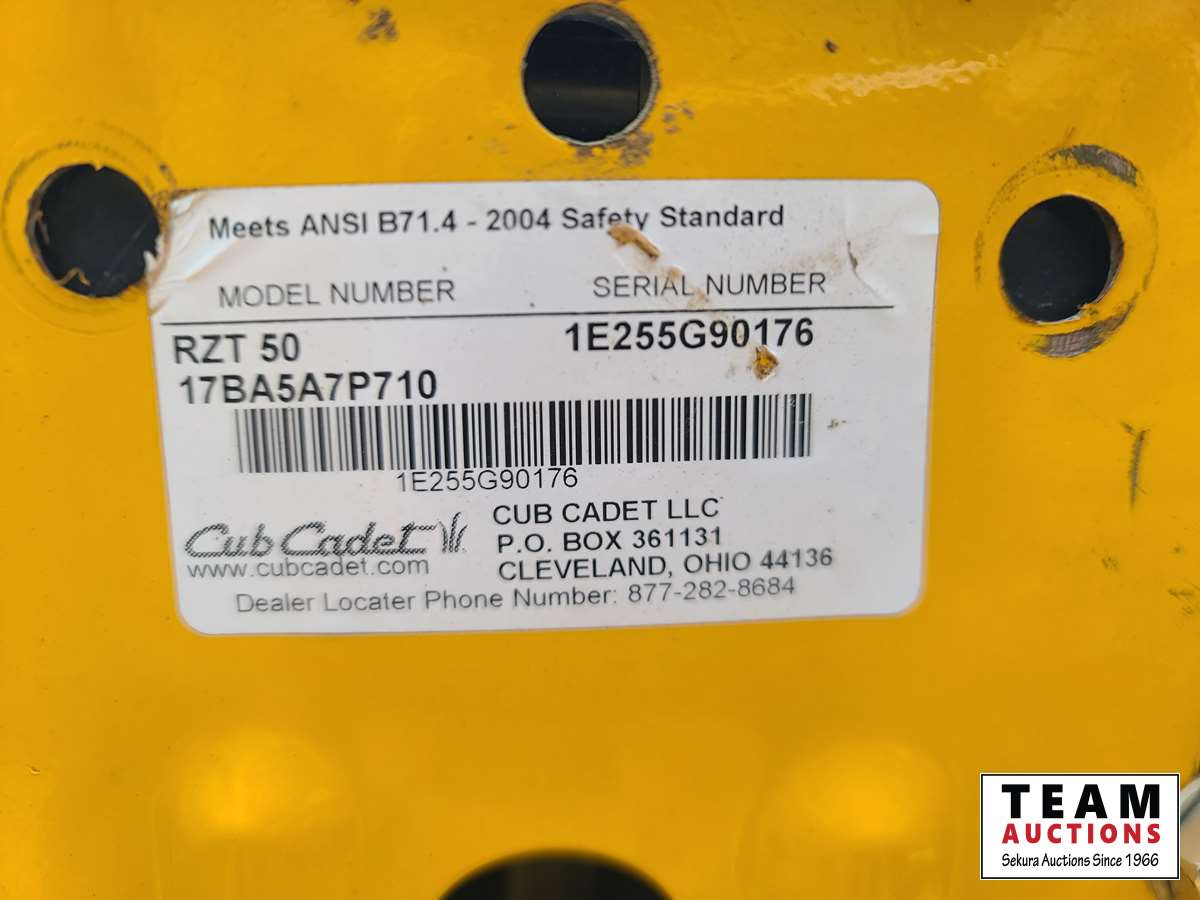 Meets ANSI B71.4 - 2004 Safety Standard
MODEL NUMBER SERIAL NUMBER
RZT 50 1E255G90176
17BA5A7P710
1E255G90176
Cub Cadet
www.cubcadet.com
CUB CADET LLC
P.O. BOX 361131
CLEVELAND, OHIO 44136
Dealer Locater Phone Number: 877-282-8684
TEAM
AUCTIONS
Sekura Auctions Since 1966